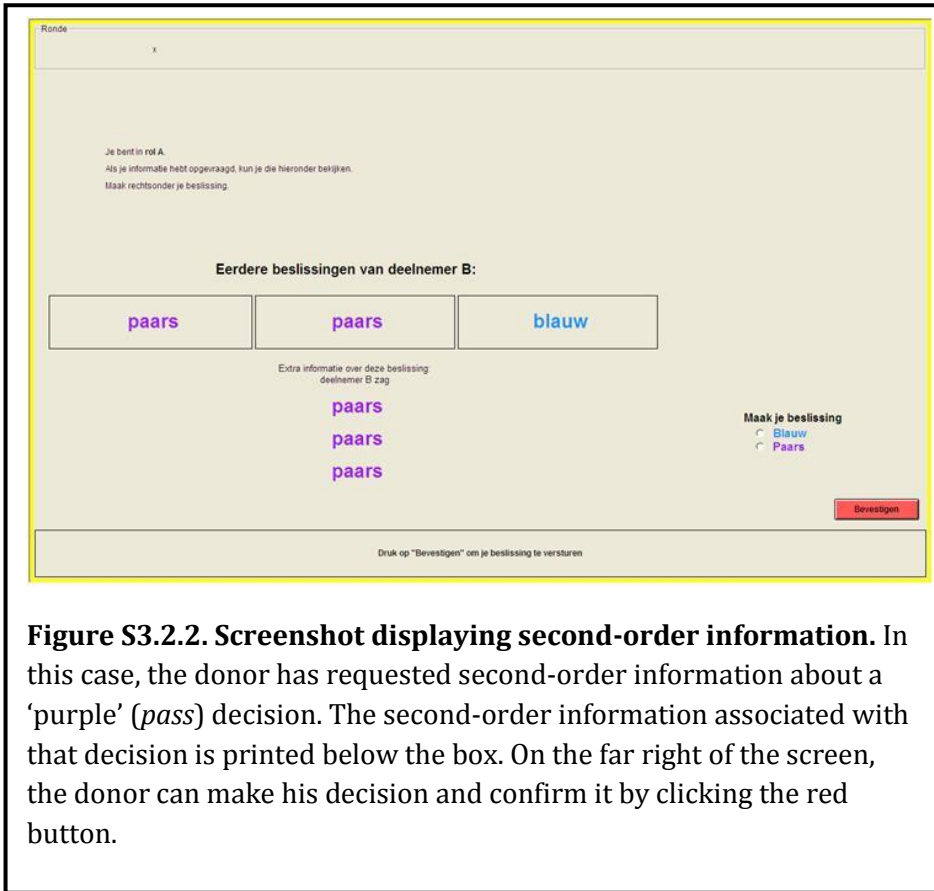 Ronde
x
Je bent in rol A.
Als je informatie hebt opgevraagd, kun je die hieronder bekijken.
Maak rechtsonder je beslissing.
Eerdere beslissingen van deelnemer B:
paars paars blauw
Extra informatie over deze beslissing:
deelnemer B zag
paars
paars
paars
Maak je beslissing
Blauw
Paars
Bevestigen
Druk op "Bevestigen" om je beslissing te versturen
Figure S3.2.2. Screenshot displaying second-order information. In
this case, the donor has requested second-order information about a
‘purple’ (pass) decision. The second-order information associated with
that decision is printed below the box. On the far right of the screen,
the donor can make his decision and confirm it by clicking the red
button.